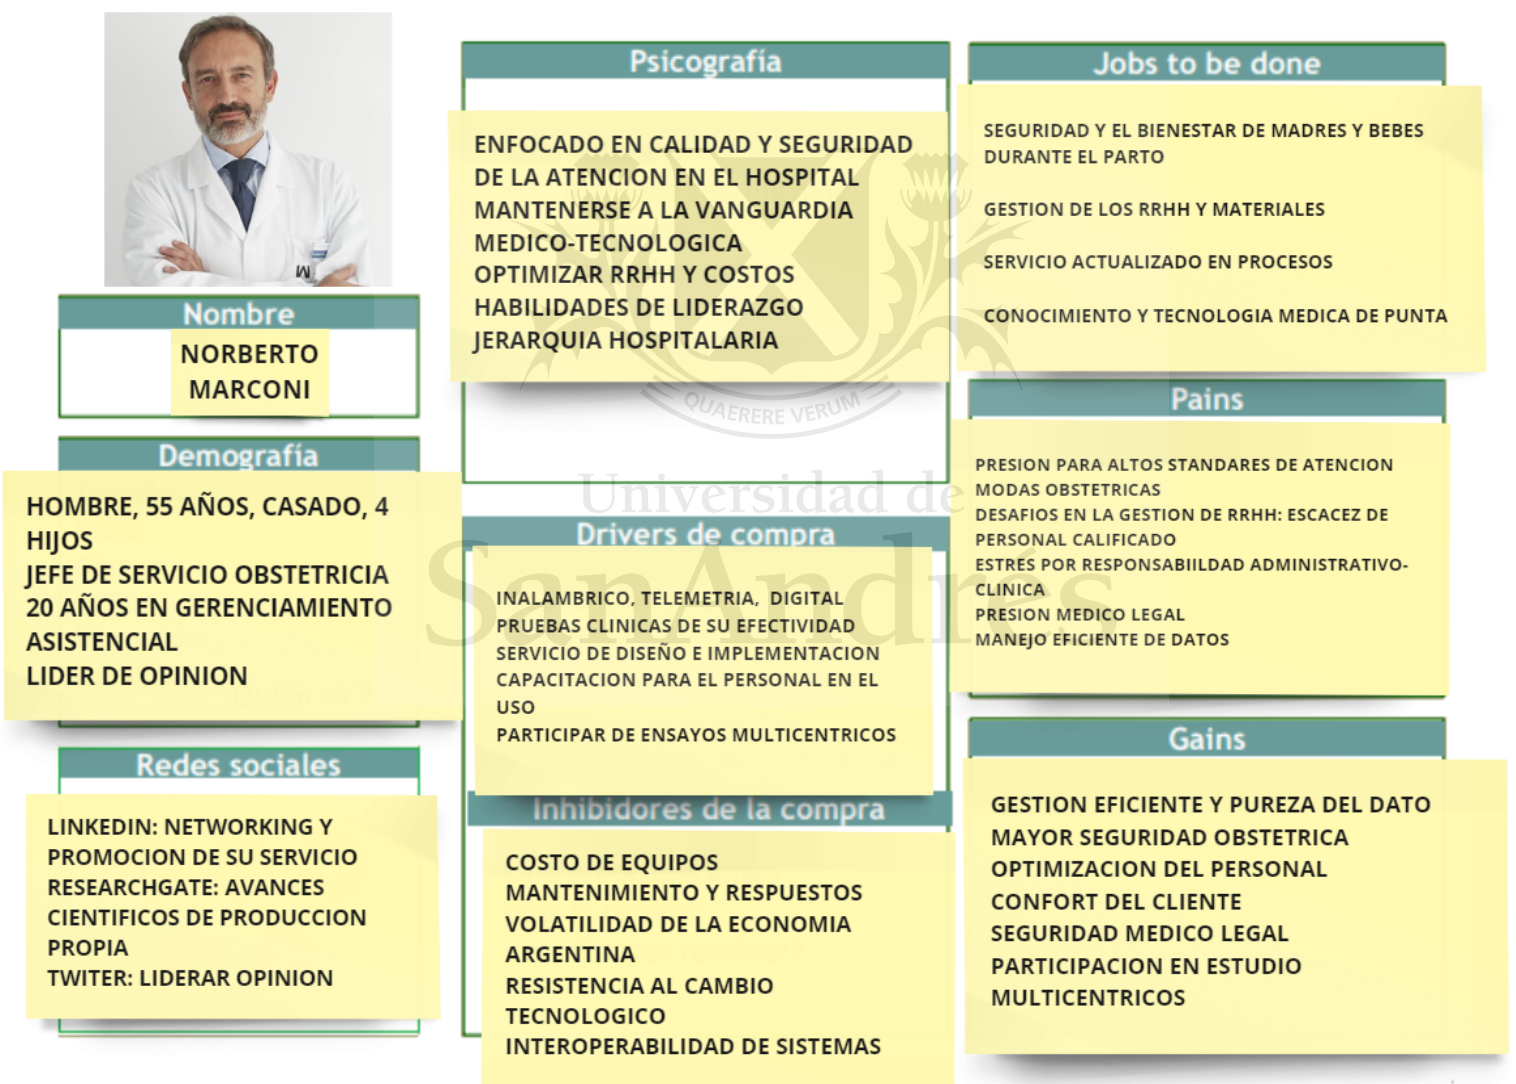 Nombre
NORBERTO
MARCONI
Demografía
HOMBRE, 55 AÑOS, CASADO, 4
HIJOS
JEFE DE SERVICIO OBSTETRICIA
20 AÑOS EN GERENCIAMIENTO
ASISTENCIAL
LIDER DE OPINION
Redes sociales
LINKEDIN: NETWORKING Y
PROMOCION DE SU SERVICIO
RESEARCHGATE: AVANCES
CIENTIFICOS DE PRODUCCION
PROPIA
TWITER: LIDERAR OPINION
Psicografía
ENFOCADO EN CALIDAD Y SEGURIDAD
DE LA ATENCION EN EL HOSPITAL
MANTENERSE A LA VANGUARDIA
MEDICO-TECNOLOGICA
OPTIMIZAR RRHH Y COSTOS
HABILIDADES DE LIDERAZGO
JERARQUIA HOSPITALARIA
QUAERERE VERUM
Universidad de
SanAndrés
Drivers de compra
INALAMBRICO, TELEMETRIA, DIGITAL
PRUEBAS CLINICAS DE SU EFECTIVIDAD
SERVICIO DE DISEÑO E IMPLEMENTACION
CAPACITACION PARA EL PERSONAL EN EL
USO
PARTICIPAR DE ENSAYOS MULTICENTRICOS
Inhibidores de la compra
COSTO DE EQUIPOS
MANTENIMIENTO Y RESPUESTOS
VOLATILIDAD DE LA ECONOMIA
ARGENTINA
RESISTENCIA AL CAMBIO
TECNOLOGICO
INTEROPERABILIDAD DE SISTEMAS
Jobs to be done
SEGURIDAD Y EL BIENESTAR DE MADRES Y BEBES
DURANTE EL PARTO
GESTION DE LOS RRHH Y MATERIALES
SERVICIO ACTUALIZADO EN PROCESOS
CONOCIMIENTO Y TECNOLOGIA MEDICA DE PUNTA
Pains
PRESION PARA ALTOS STANDARES DE ATENCION
MODAS OBSTETRICAS
DESAFIOS EN LA GESTION DE RRHH: ESCACEZ DE
PERSONAL CALIFICADO
ESTRES POR RESPONSABIILDAD ADMINISTRATIVO-
CLINICA
PRESION MEDICO LEGAL
MANEJO EFICIENTE DE DATOS
Gains
GESTION EFICIENTE Y PUREZA DEL DATO
MAYOR SEGURIDAD OBSTETRICA
OPTIMIZACION DEL PERSONAL
CONFORT DEL CLIENTE
SEGURIDAD MEDICO LEGAL
PARTICIPACION EN ESTUDIO
MULTICENTRICOS